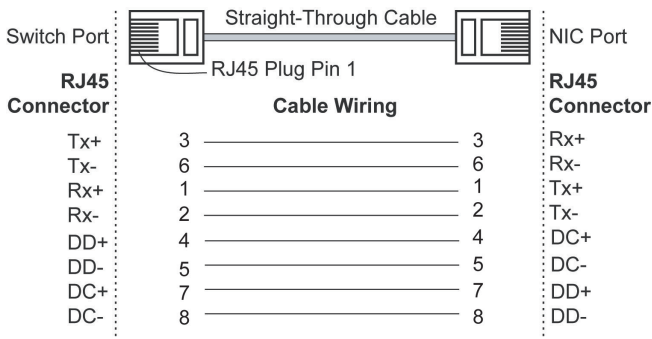 Straight-Through Cable
Switch Port NIC Port
RJ45 Plug Pin 1
RJ45 Connector Cable Wiring RJ45 Connector
Tx+ 3 3 Rx+
Tx- 6 6 Rx-
Rx+ 1 1 Tx+
Rx- 2 2 Tx-
DD+ 4 4 DC+
DD- 5 5 DC-
DC+ 7 7 DD+
DC- 8 8 DD-